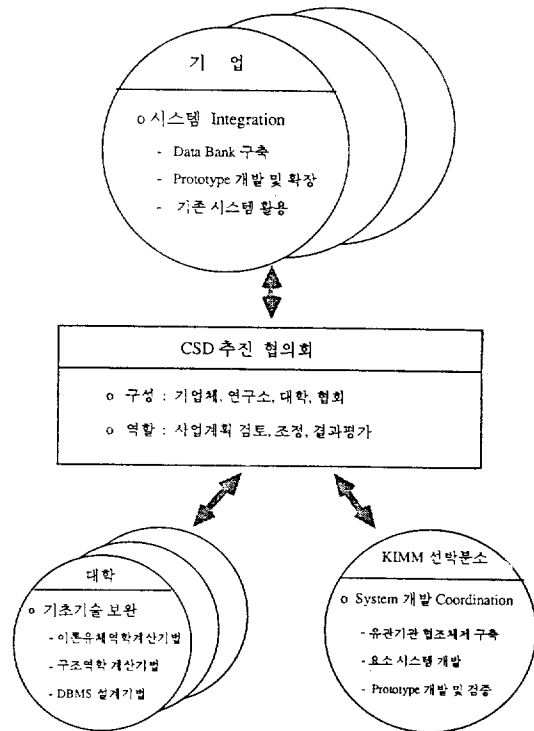 기 업
o 시스템 Integration
- Data Bank 구축
- Prototype 개발 및 확장
- 기존 시스템 활용
CSD 추진 협의회
o 구성 : 기업체, 연구소, 대학, 협회
o 역할 : 사업계획 검토, 조정, 결과평가
대학
o 기초기술 보완
- 이론유체역학계산기법
- 구조역학 계산기법
- DBMS 설계기법
KIMM 선박분소
o System 개발 Coordination
- 유관기관 협조체제 구축
- 요소 시스템 개발
- Prototype 개발 및 검증